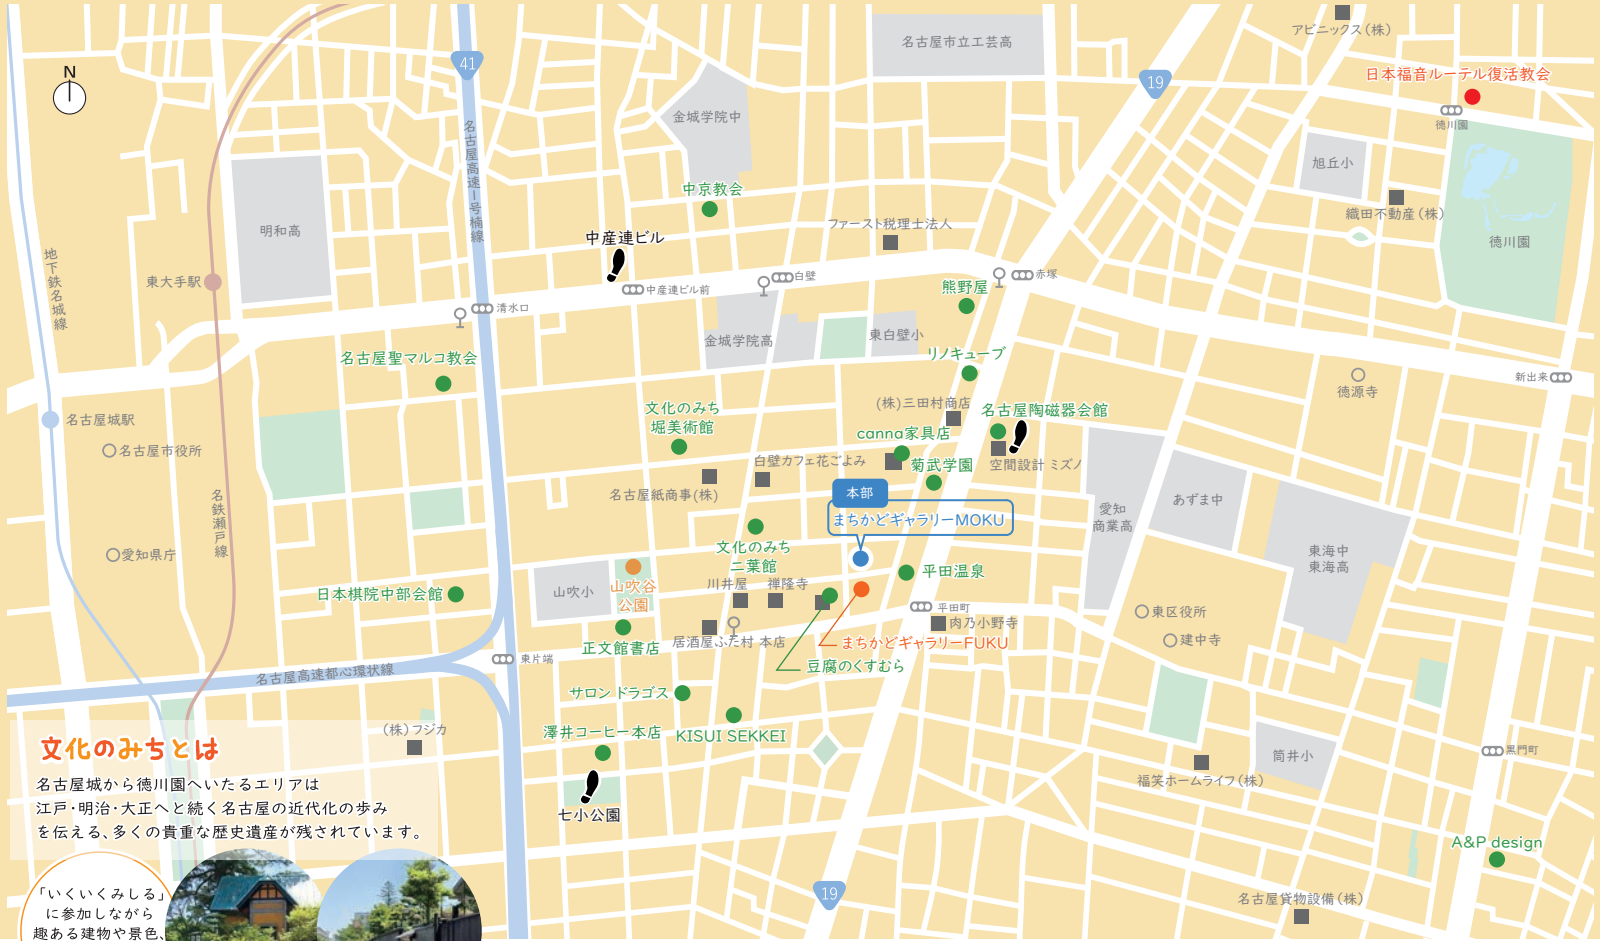 N
41
19
19
名古屋市立工芸高
アビニックス（株）
日本福音ルーテル復活教会
徳川園
旭丘小
織田不動産（株）
徳川園
金城学院中
中京教会
名古屋高速1号楠線
明和高
中産連ビル
ファースト税理士法人
東大手駅
地下鉄名城線
中産連ビル前
白壁
赤塚
清水口
熊野屋
金城学院高
東白壁小
リノキューブ
名古屋聖マルコ教会
新出来
徳源寺
(株)三田村商店
名古屋陶磁器会館
文化のみち
堀美術館
名古屋城駅
名古屋市役所
canna家具店
白壁カフェ花ごよみ
菊武学園
空間設計 ミズノ
名古屋紙商事(株)
本部
まちかどギャラリーMOKU
愛知
商業高
あずま中
東海中
東海高
名鉄瀬戸線
愛知県庁
文化のみち
二葉館
平田温泉
山吹小
山吹谷
公園
川井屋
禅隆寺
日本棋院中部会館
平田町
肉乃小野寺
東区役所
建中寺
正文館書店
居酒屋ふた村 本店
まちかどギャラリーFUKU
豆腐のくすむら
東片端
名古屋高速都心環状線
サロン ドラゴス
(株)フジカ
澤井コーヒー本店
KISUI SEKKEI
筒井小
黒門町
福笑ホームライフ（株）
七小公園
A&P design
名古屋貨物設備（株）
文化のみちとは
名古屋城から徳川園へいたるエリアは
江戸・明治・大正へと続く名古屋の近代化の歩み
を伝える、多くの貴重な歴史遺産が残されています。
「いくいくみしる」
に参加しながら
趣ある建物や景色、